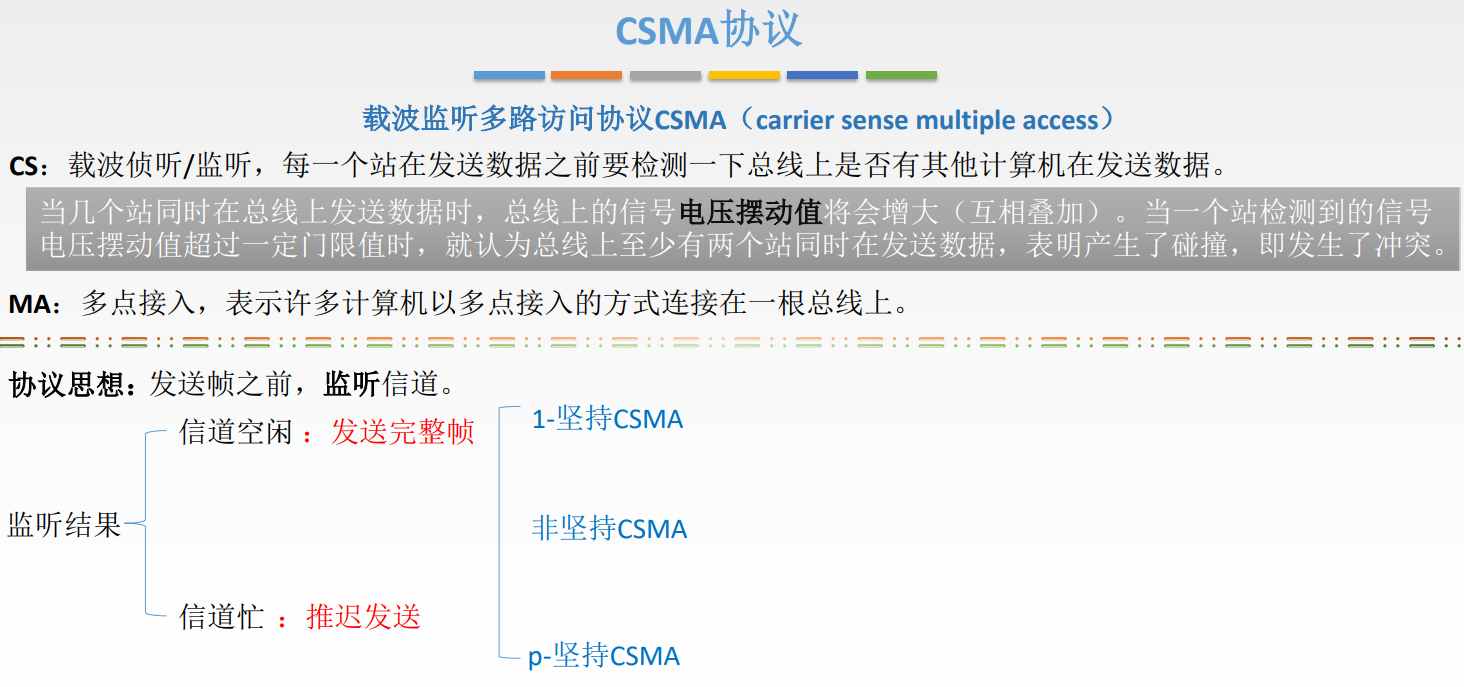 CSMA协议
载波监听多路访问协议CSMA（carrier sense multiple access）
CS：载波侦听/监听，每一个站在发送数据之前要检测一下总线上是否有其他计算机在发送数据。
当几个站同时在总线上发送数据时，总线上的信号电压摆动值将会增大（互相叠加）。当一个站检测到的信号
电压摆动值超过一定门限值时，就认为总线上至少有两个站同时在发送数据，表明产生了碰撞，即发生了冲突。
MA：多点接入，表示许多计算机以多点接入的方式连接在一根总线上。
协议思想：发送帧之前，监听信道。
监听结果
信道空闲：发送完整帧
信道忙：推迟发送
1-坚持CSMA
非坚持CSMA
p-坚持CSMA